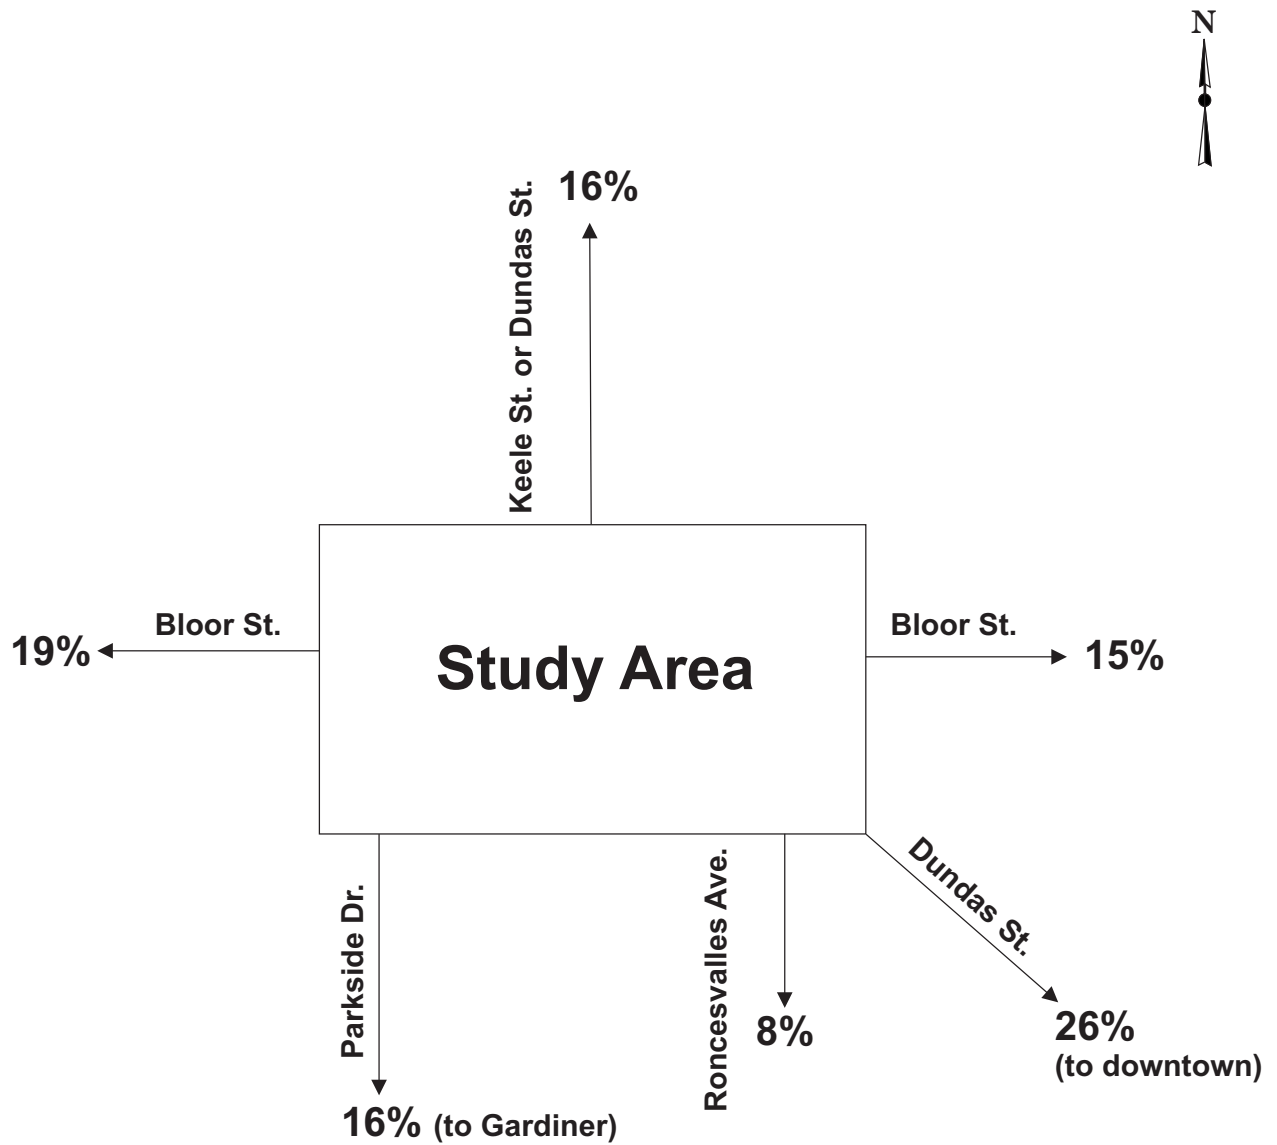 N
16%
Keele St. or Dundas St.
Bloor St.
19%
Study Area
Bloor St.
15%
Parkside Dr.
16% (to Gardiner)
Roncesvalles Ave.
8%
Dundas St.
26%
(to downtown)